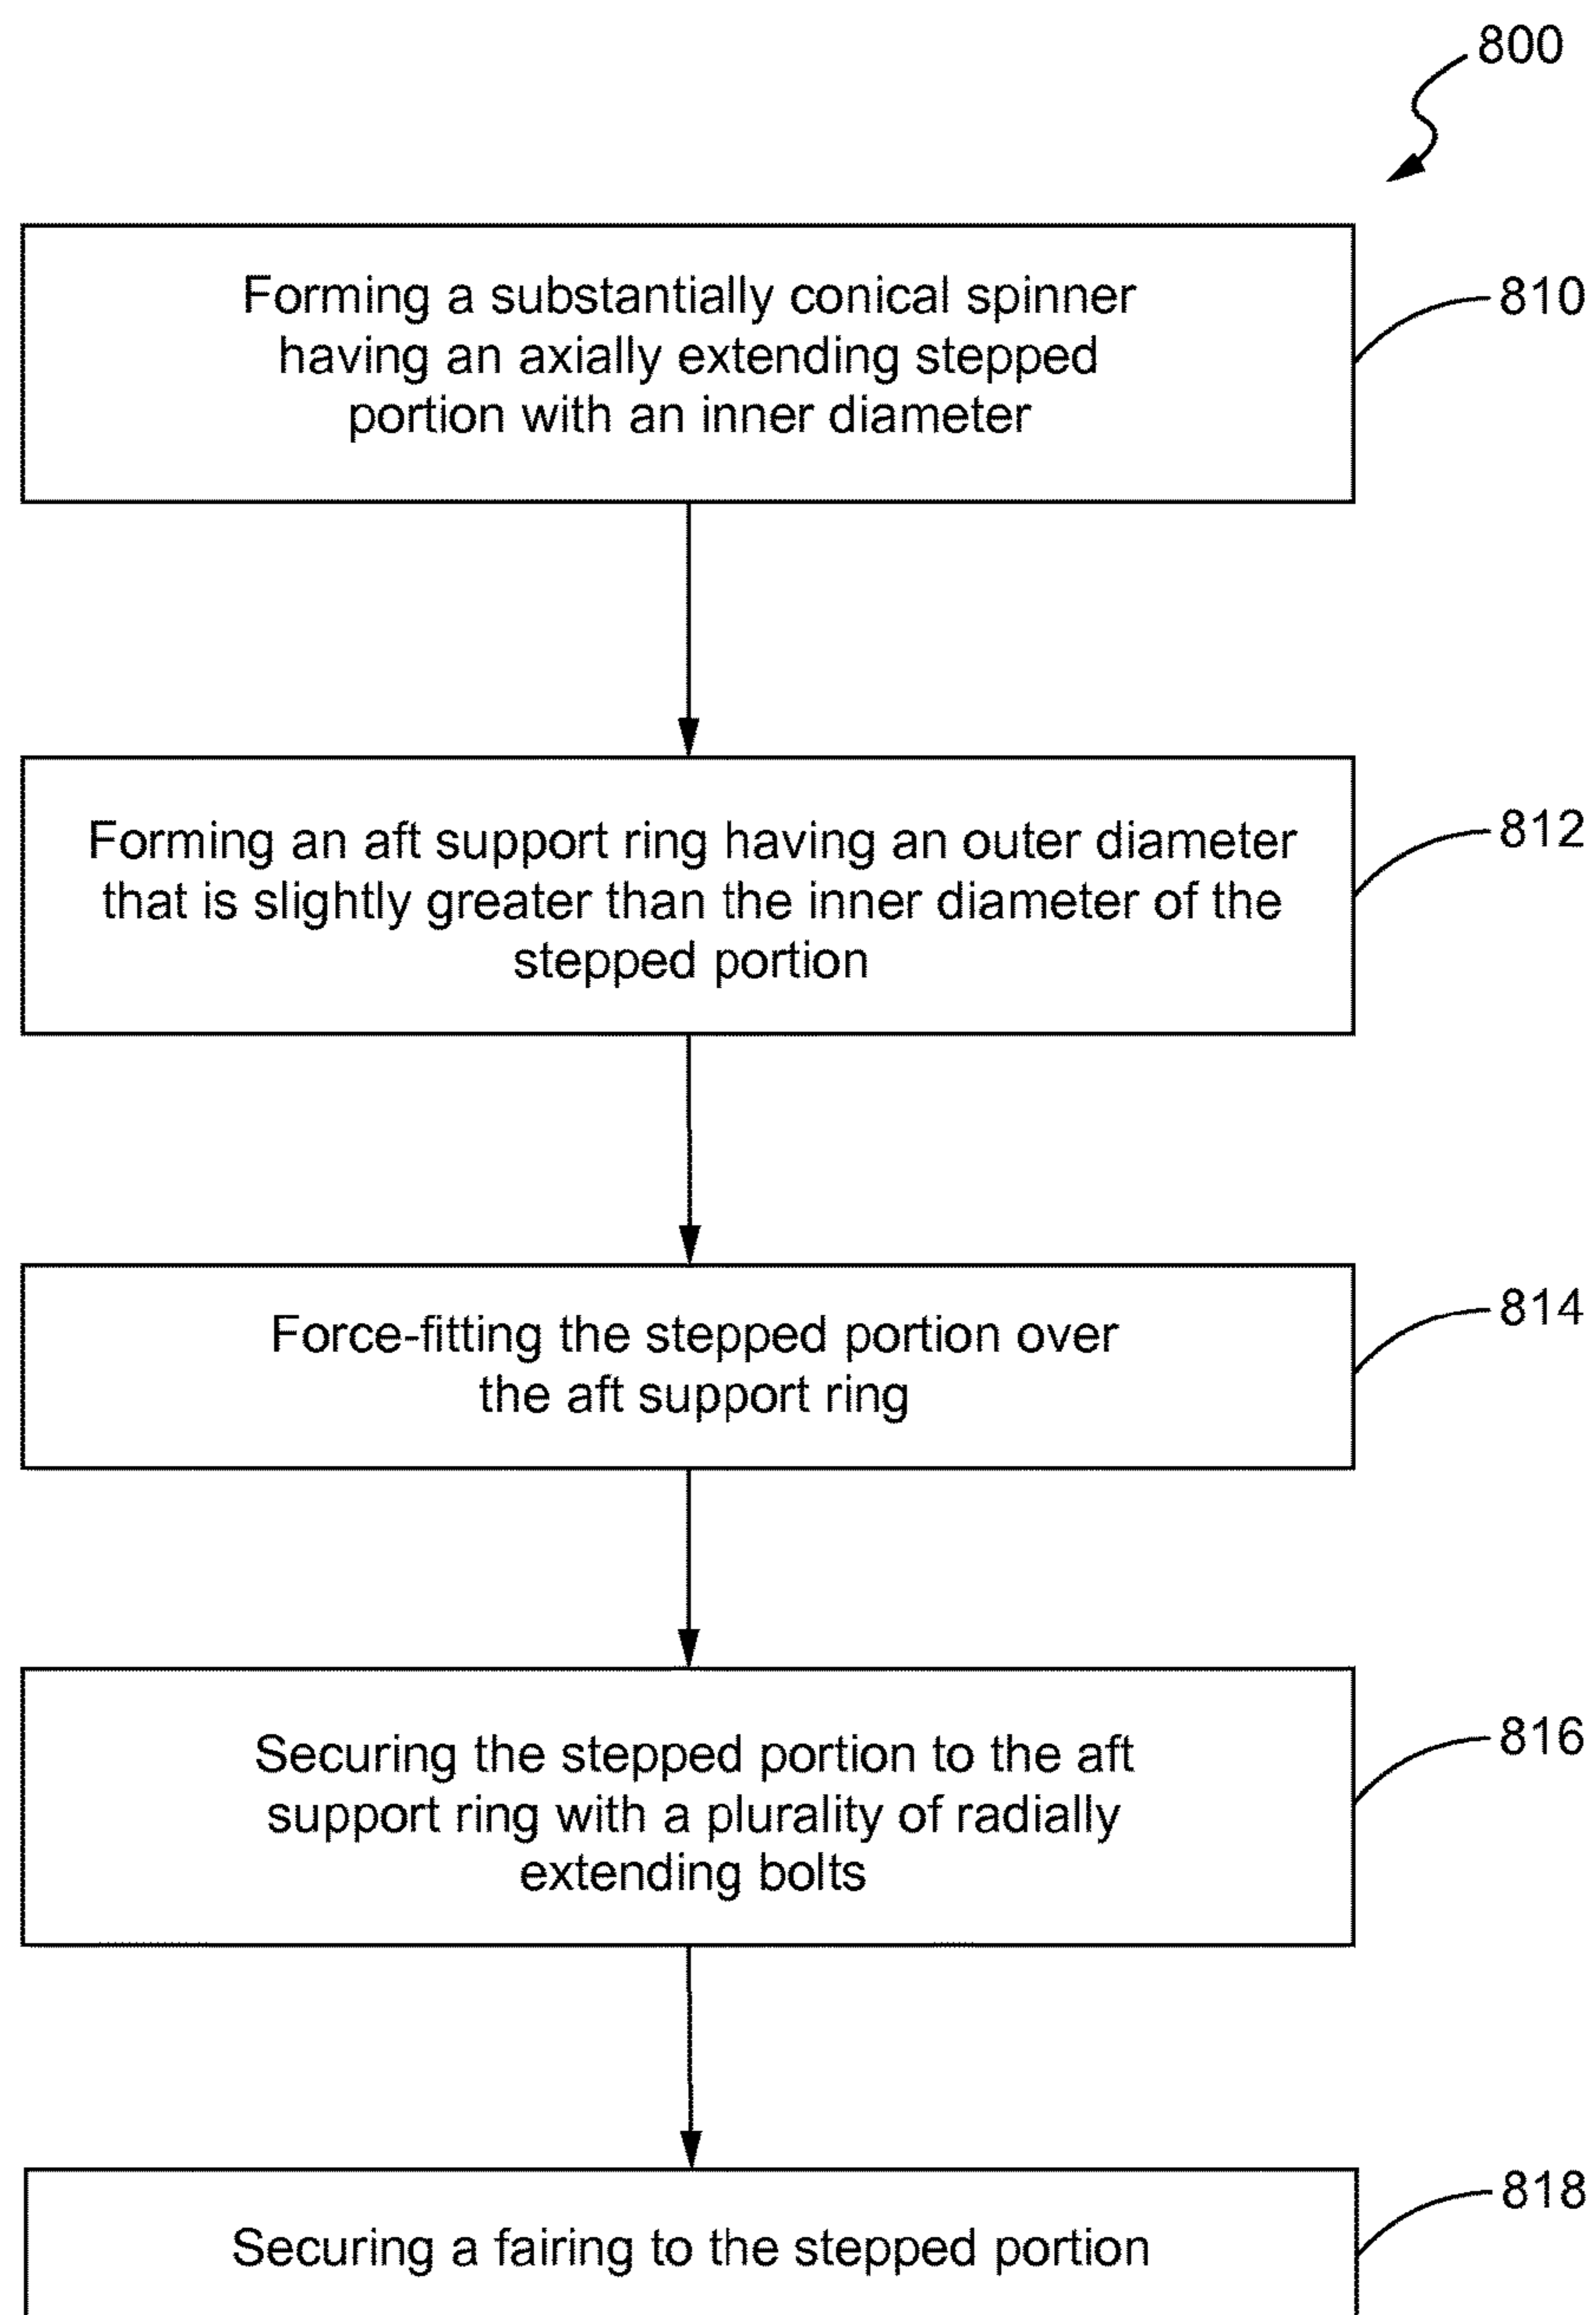 800
Forming a substantially conical spinner
having an axially extending stepped
portion with an inner diameter
810
Forming an aft support ring having an outer diameter
that is slightly greater than the inner diameter of the
stepped portion
812
Force-fitting the stepped portion over
the aft support ring
814
Securing the stepped portion to the aft
support ring with a plurality of radially
extending bolts
816
Securing a fairing to the stepped portion
818